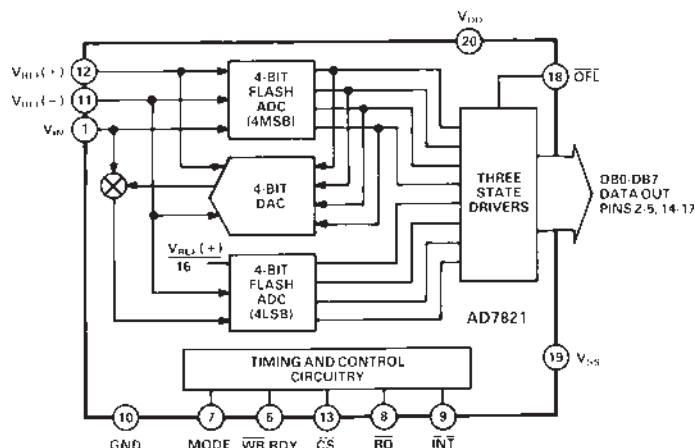 VDD
20
VREF(+)
12
VREF(−)
11
VIN
1
4-BIT
FLASH
ADC
(4MSB)
18
OFL
4-BIT
DAC
THREE
STATE
DRIVERS
DB0-DB7
DATA OUT
PINS 2-5, 14-17
VREF(+)
16
4-BIT
FLASH
ADC
(4LSB)
AD7821
19
VSS
TIMING AND CONTROL
CIRCUITRY
10
7
6
13
8
9
GND
MODE
WR RDY
CS
RD
INT